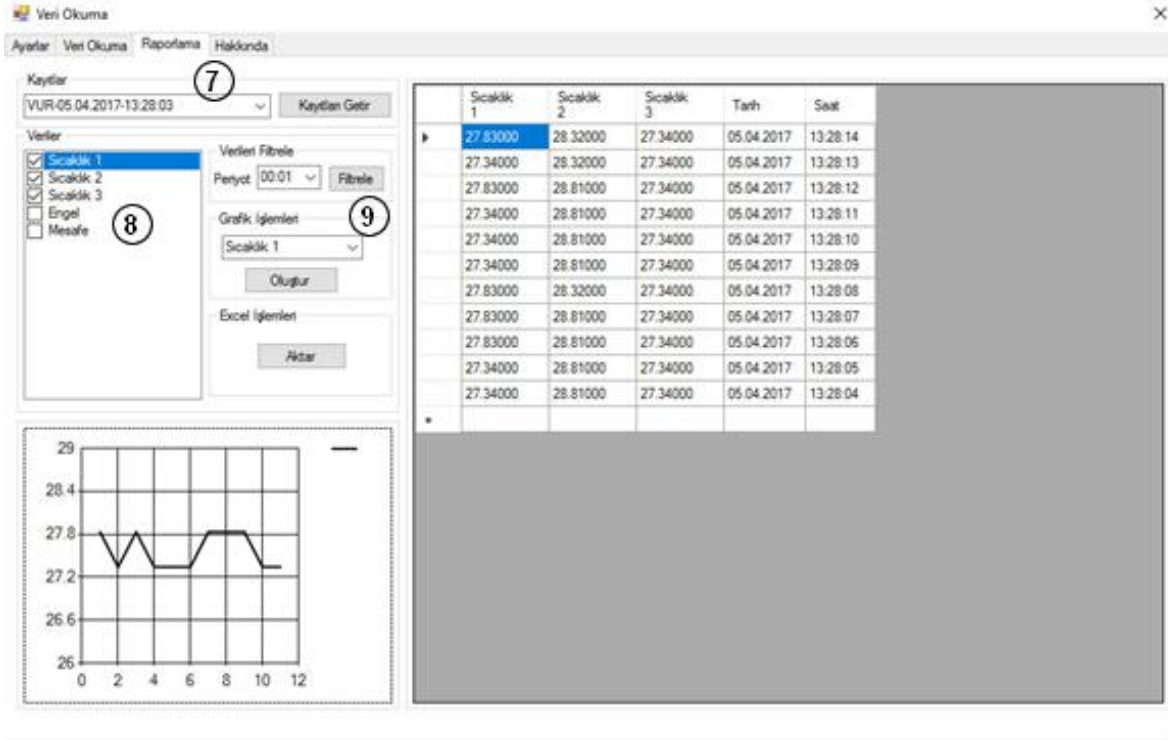 Veri Okuma
Ayarlar Veri Okuma Raporlama Hakkında
Kayıtlar
7
VUR-05.04.2017-13:28:03 Kayıtları Getir
Veriler
Sıcaklık 1
Sıcaklık 2
Sıcaklık 3
Engel
Mesafe
8
Verileri Filtrele
Penyot 00:01 Filtrele
9
Grafik İşlemleri
Sıcaklık 1
Oluştur
Excel İşlemleri
Aktar
Sıcaklık 1 Sıcaklık 2 Sıcaklık 3 Tarih Saat
27.83000 28.32000 27.34000 05.04.2017 13:28:14
27.34000 28.32000 27.34000 05.04.2017 13:28:13
27.83000 28.81000 27.34000 05.04.2017 13:28:12
27.34000 28.81000 27.34000 05.04.2017 13:28:11
27.34000 28.81000 27.34000 05.04.2017 13:28:10
27.34000 28.81000 27.34000 05.04.2017 13:28:09
27.83000 28.32000 27.34000 05.04.2017 13:28:08
27.83000 28.81000 27.34000 05.04.2017 13:28:07
27.83000 28.81000 27.34000 05.04.2017 13:28:06
27.34000 28.81000 27.34000 05.04.2017 13:28:05
27.34000 28.81000 27.34000 05.04.2017 13:28:04
29
28.4
27.8
27.2
26.6
26
0 2 4 6 8 10 12